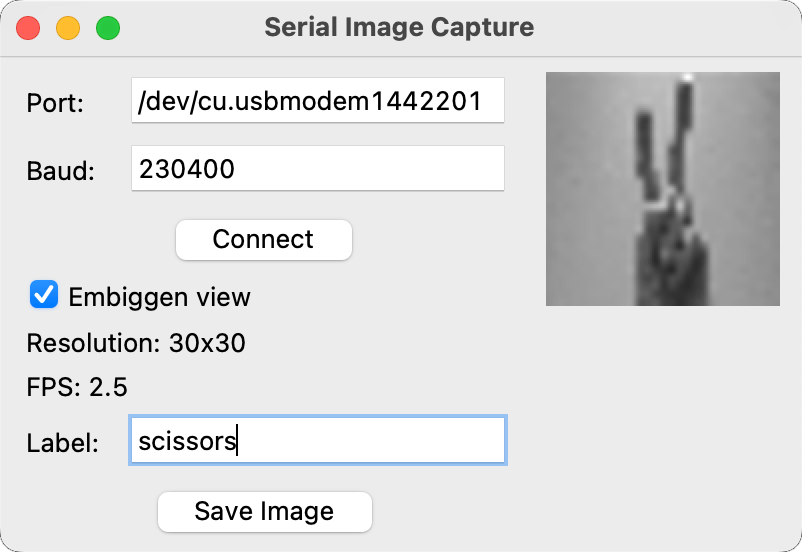 Serial Image Capture
Port: /dev/cu.usbmodem1442201
Baud: 230400
Connect
Embiggen view
Resolution: 30x30
FPS: 2.5
Label: scissors
Save Image